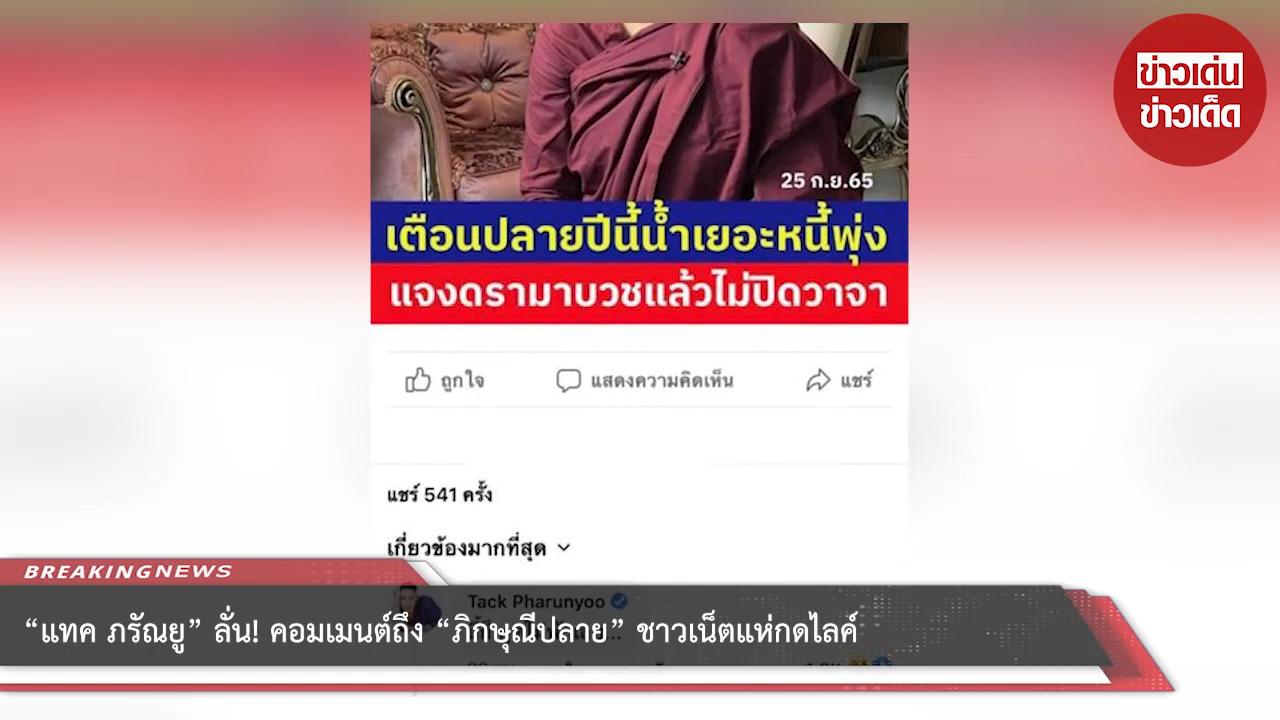 ข่าวเด่น
ข่าวเด็ด
25 ก.ย.65
เตือนปลายปีนี้น้ำเยอะหนี้พุ่ง
แจงดรามาบวชแล้วไม่ปิดวาจา
ถูกใจ
แสดงความคิดเห็น
แชร์
แชร์ 541 ครั้ง
เกี่ยวข้องมากที่สุด
BREAKINGNEWS
Tack Pharunyoo
“แทค ภรัณยู” ลั่น! คอมเมนต์ถึง “ภิกษุณีปลาย” ชาวเน็ตแห่กดไลค์